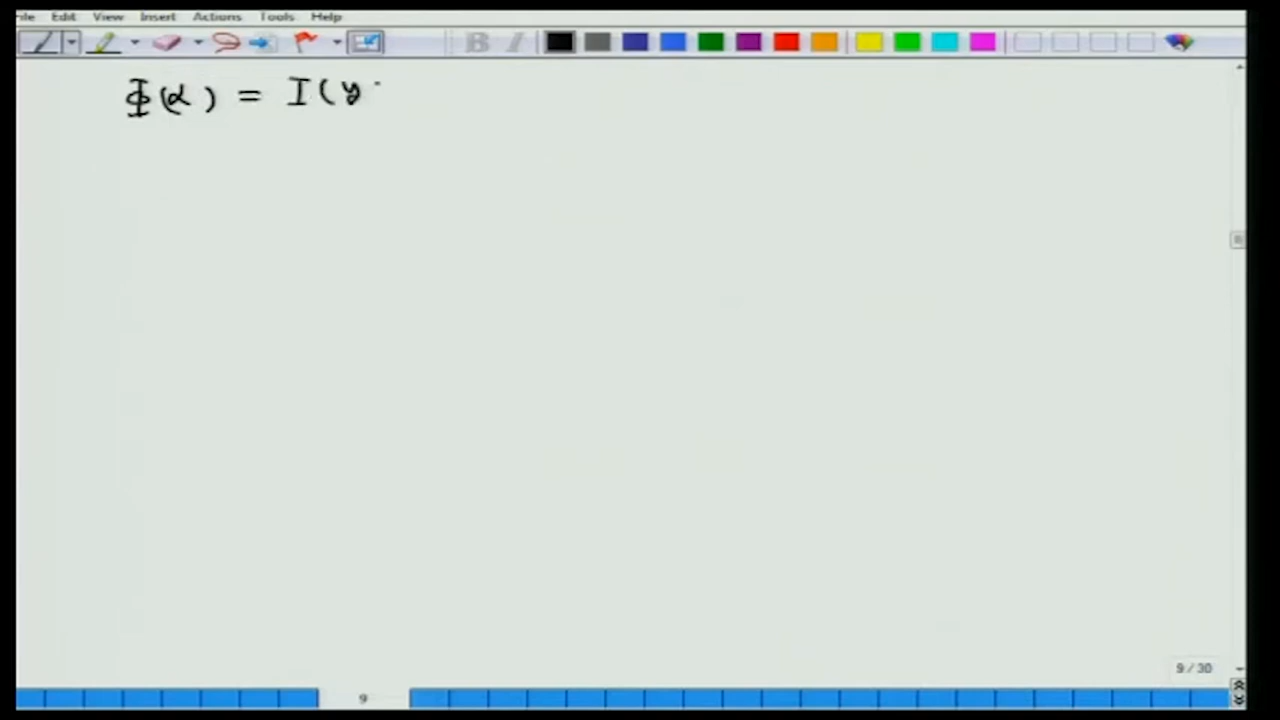 File Edit View Insert Actions Tools Help
B I
Φ(α) = I(y
9 / 30
9